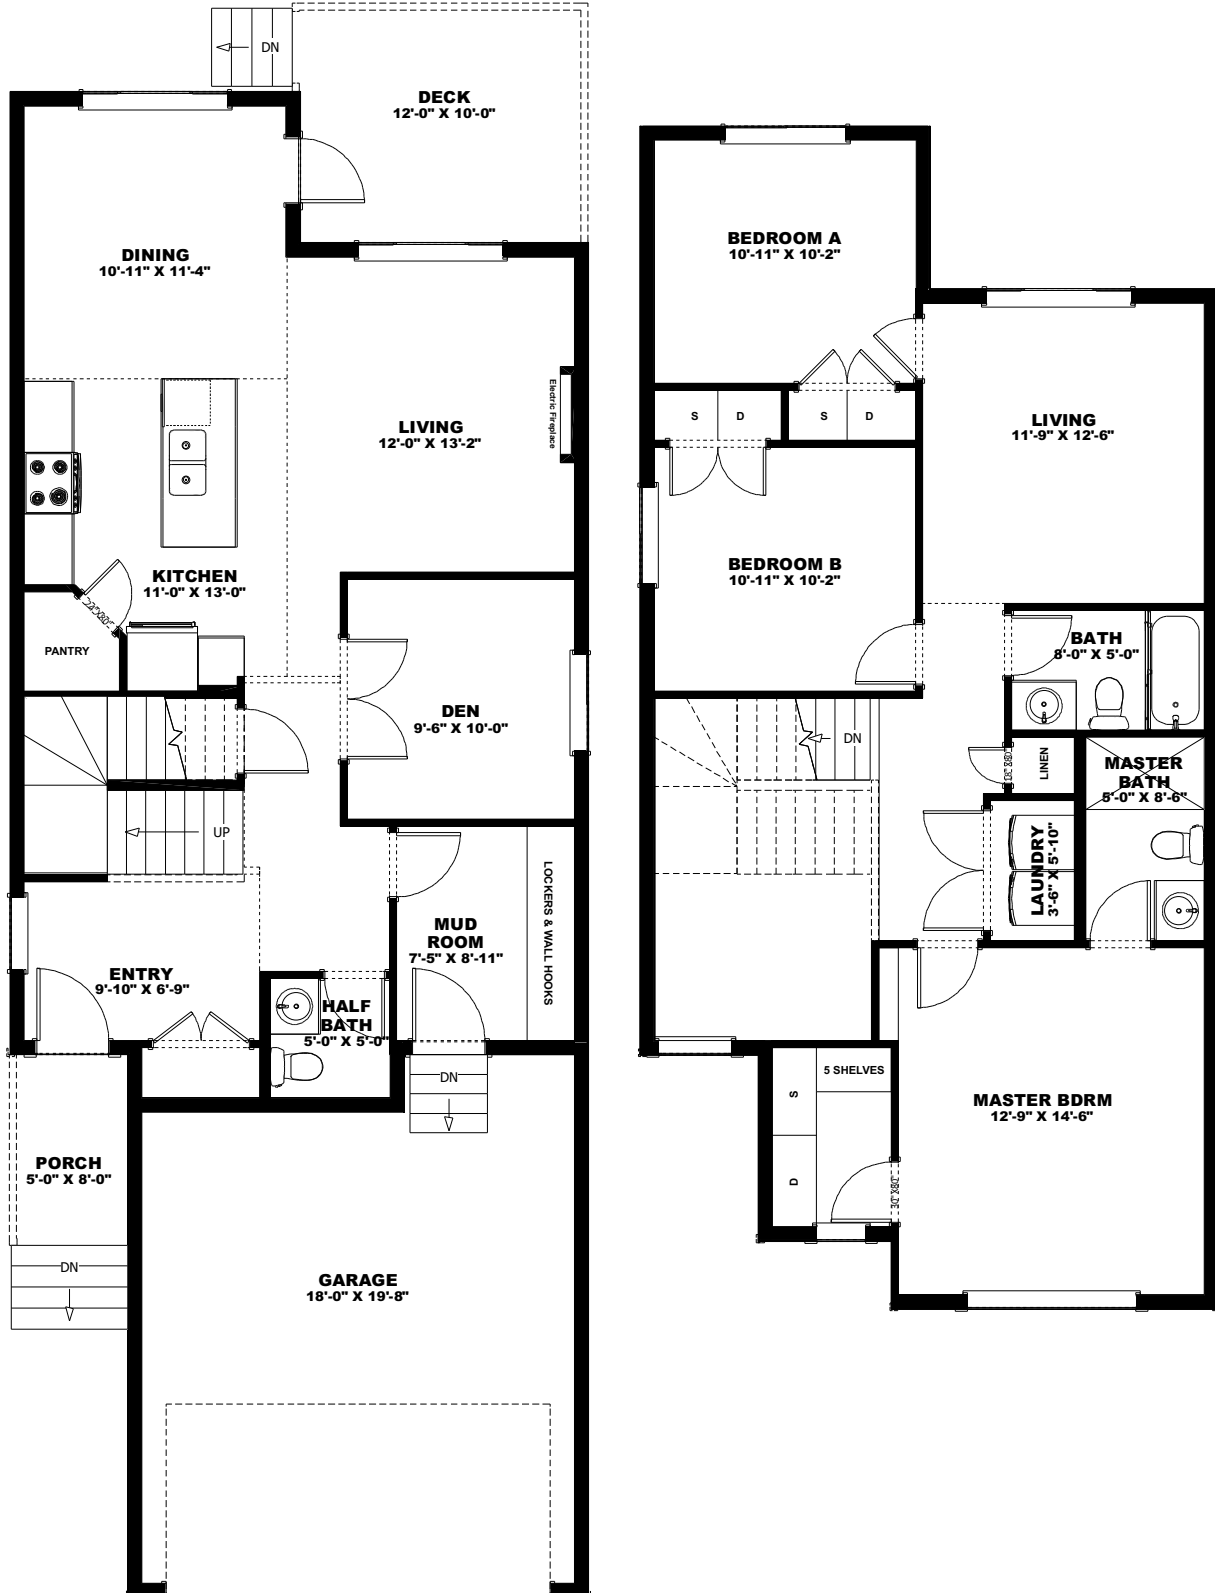 DN
DECK
12'-0" X 10'-0"
DINING
10'-11" X 11'-4"
LIVING
12'-0" X 13'-2"
Electric Fireplace
KITCHEN
11'-0" X 13'-0"
PANTRY
DEN
9'-6" X 10'-0"
UP
MUD
ROOM
7'-5" X 8'-11"
LOCKERS & WALL HOOKS
ENTRY
9'-10" X 6'-9"
HALF
BATH
5'-0" X 5'-0"
DN
PORCH
5'-0" X 8'-0"
DN
GARAGE
18'-0" X 19'-8"
BEDROOM A
10'-11" X 10'-2"
S
D
S
D
LIVING
11'-9" X 12'-6"
BEDROOM B
10'-11" X 10'-2"
BATH
8'-0" X 5'-0"
DN
LINEN
MASTER
BATH
5'-0" X 8'-6"
LAUNDRY
3'-6" X 5'-10"
5 SHELVES
S
D
MASTER BDRM
12'-9" X 14'-6"